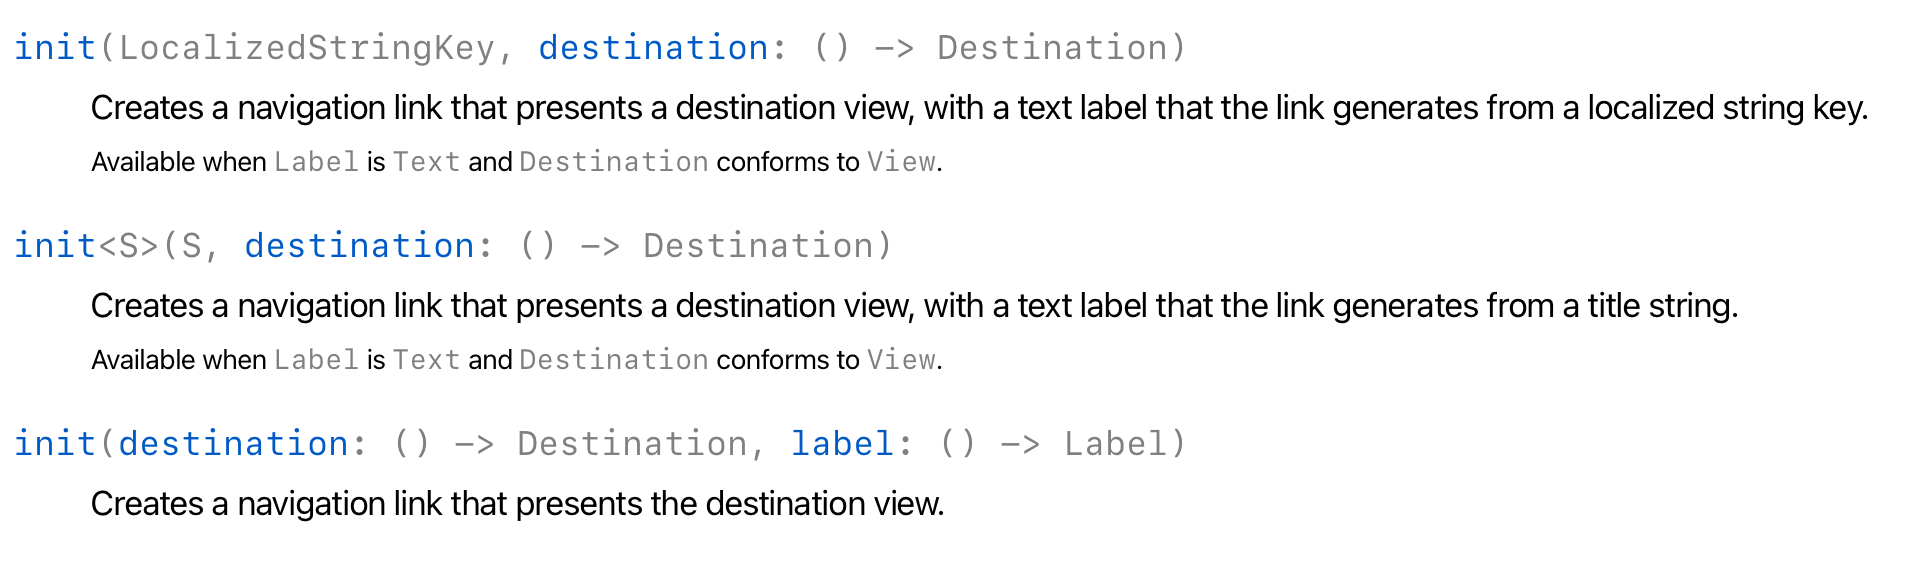 init(LocalizedStringKey, destination: () -> Destination)
Creates a navigation link that presents a destination view, with a text label that the link generates from a localized string key.
Available when Label is Text and Destination conforms to View.
init<S>(S, destination: () -> Destination)
Creates a navigation link that presents a destination view, with a text label that the link generates from a title string.
Available when Label is Text and Destination conforms to View.
init(destination: () -> Destination, label: () -> Label)
Creates a navigation link that presents the destination view.